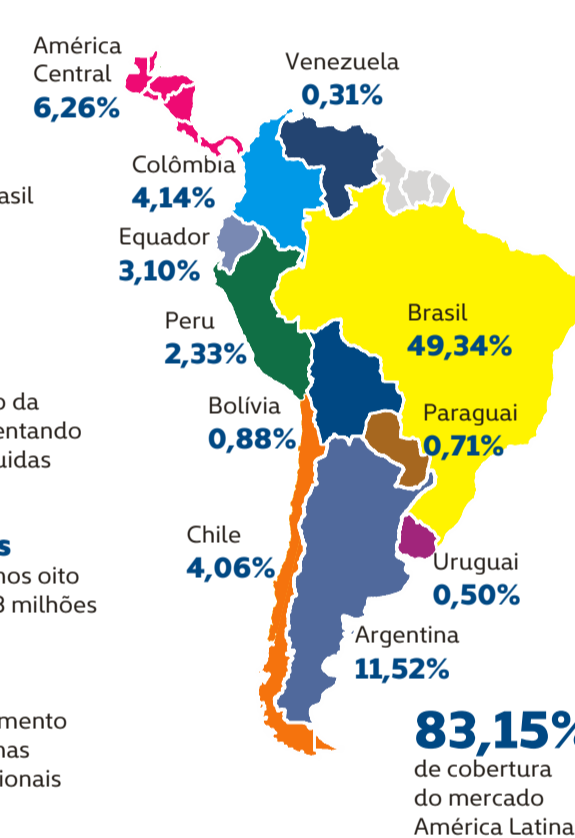 América
Central
6,26%
Venezuela
0,31%
Colômbia
4,14%
Equador
3,10%
Peru
2,33%
Bolívia
0,88%
Brasil
49,34%
Paraguai
0,71%
Chile
4,06%
Uruguai
0,50%
Argentina
11,52%
83,15%
de cobertura
do mercado
América Latina
asil
o da
entando
uidas
s
nos oito
milhões
mento
nas
ionais